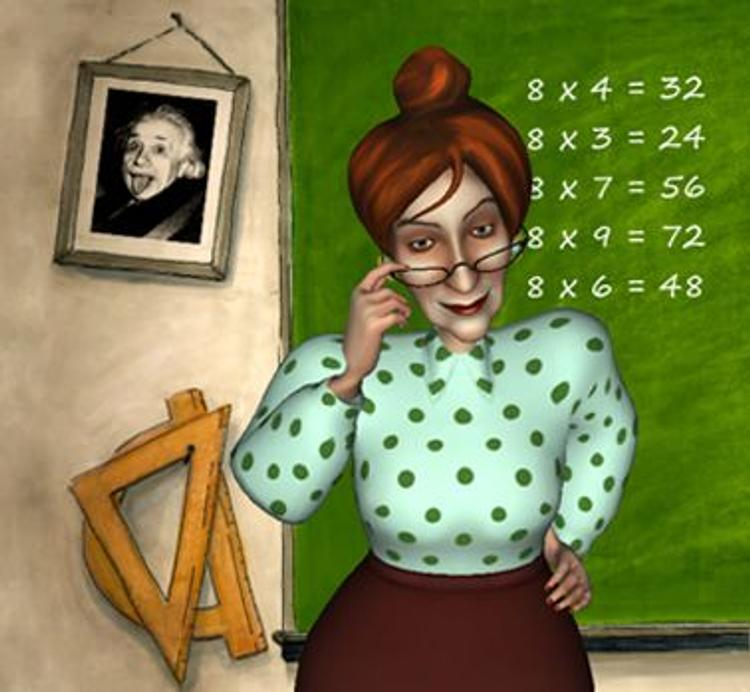 8 x 4 = 32
8 x 3 = 24
8 x 7 = 56
8 x 9 = 72
8 x 6 = 48